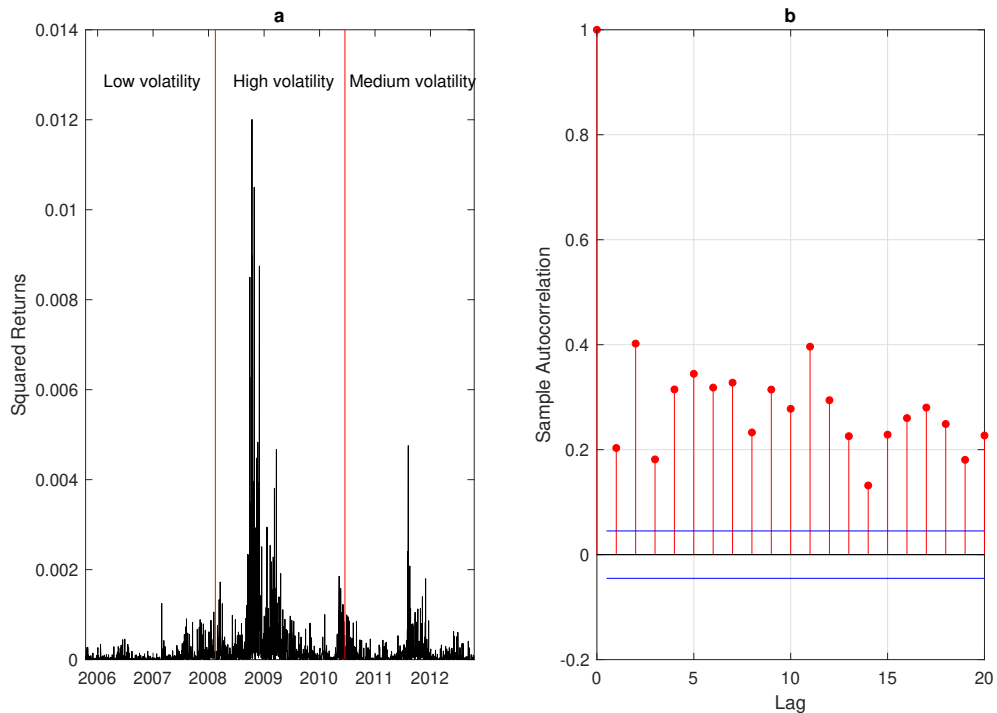 a
0.014
0.012
0.01
0.008
0.006
0.004
0.002
0
Squared Returns
Low volatility
High volatility
Medium volatility
2006 2007 2008 2009 2010 2011 2012
b
1
0.8
0.6
0.4
0.2
0
-0.2
Sample Autocorrelation
0 5 10 15 20
Lag